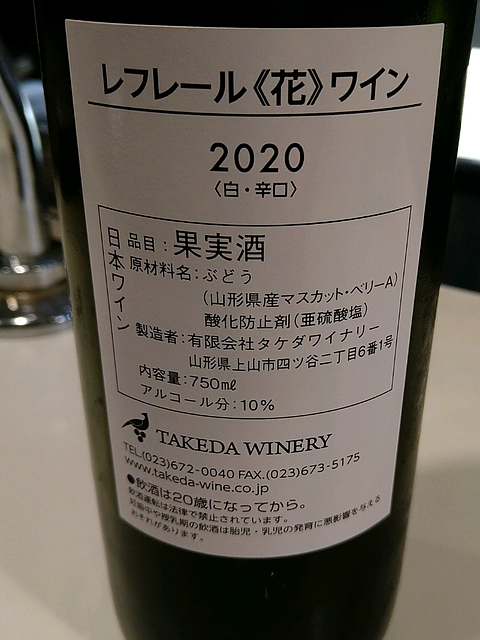 レフレール《花》ワイン
2020
〈白・辛口〉
日本ワイン
品目：果実酒
原材料名：ぶどう
（山形県産マスカット・ベリーA）
酸化防止剤（亜硫酸塩）
製造者：有限会社タケダワイナリー
山形県上山市四ツ谷二丁目6番1号
内容量：750㎖
アルコール分：10％
TAKEDA WINERY
TEL.(023)672-0040 FAX.(023)673-5175
www.takeda-wine.co.jp
●飲酒は20歳になってから。
飲酒運転は法律で禁止されています。
妊娠中や授乳期の飲酒は胎児・乳児の発育に悪影響を与える
おそれがあります。